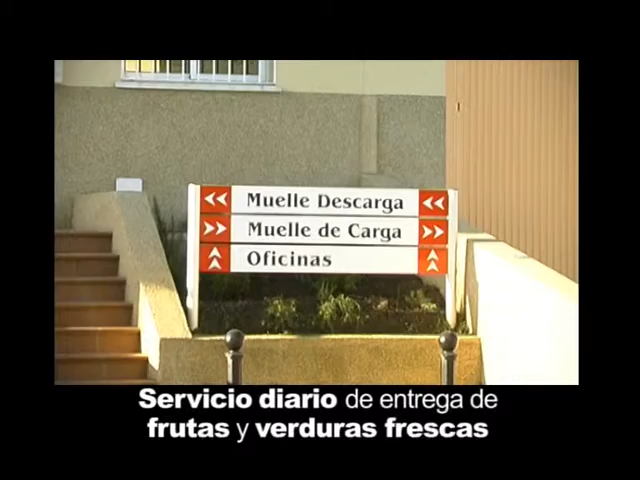 Muelle Descarga
Muelle de Carga
Oficinas
Servicio diario de entrega de
frutas y verduras frescas